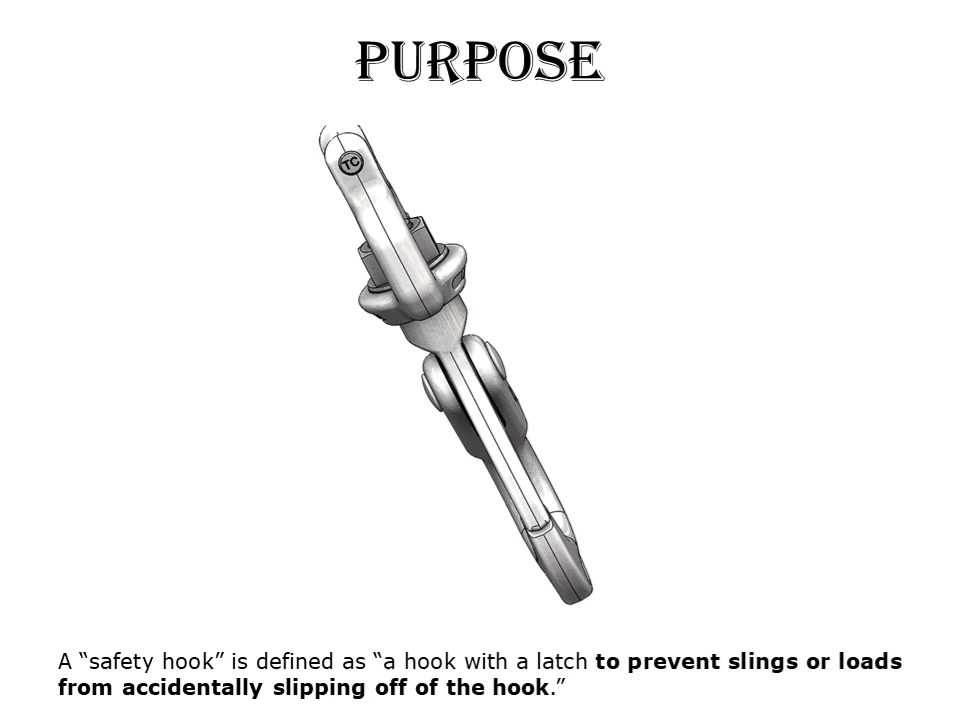 PURPOSE
TC
A “safety hook” is defined as “a hook with a latch to prevent slings or loads
from accidentally slipping off of the hook.”